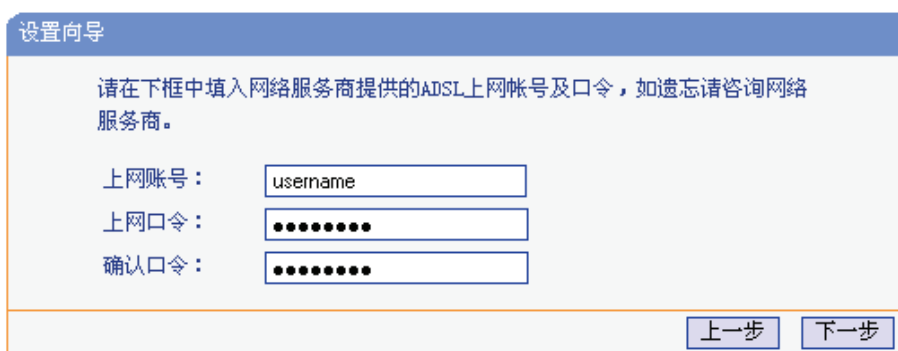 设置向导
请在下框中填入网络服务商提供的ADSL上网帐号及口令，如遗忘请咨询网络
服务商。
上网账号： username
上网口令： ●●●●●●●●
确认口令： ●●●●●●●●
上一步 下一步